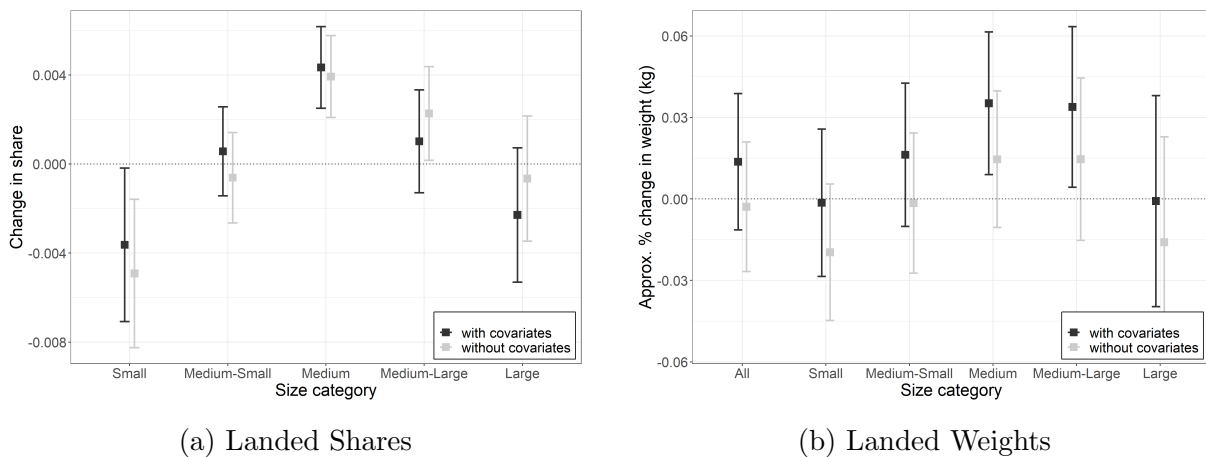 Change in share
0.004
0.000
-0.004
-0.008
with covariates
without covariates
Small Medium-Small Medium Medium-Large Large
Size category
(a) Landed Shares
Approx. % change in weight (kg)
0.06
0.03
0.00
-0.03
-0.06
with covariates
without covariates
All Small Medium-Small Medium Medium-Large Large
Size category
(b) Landed Weights